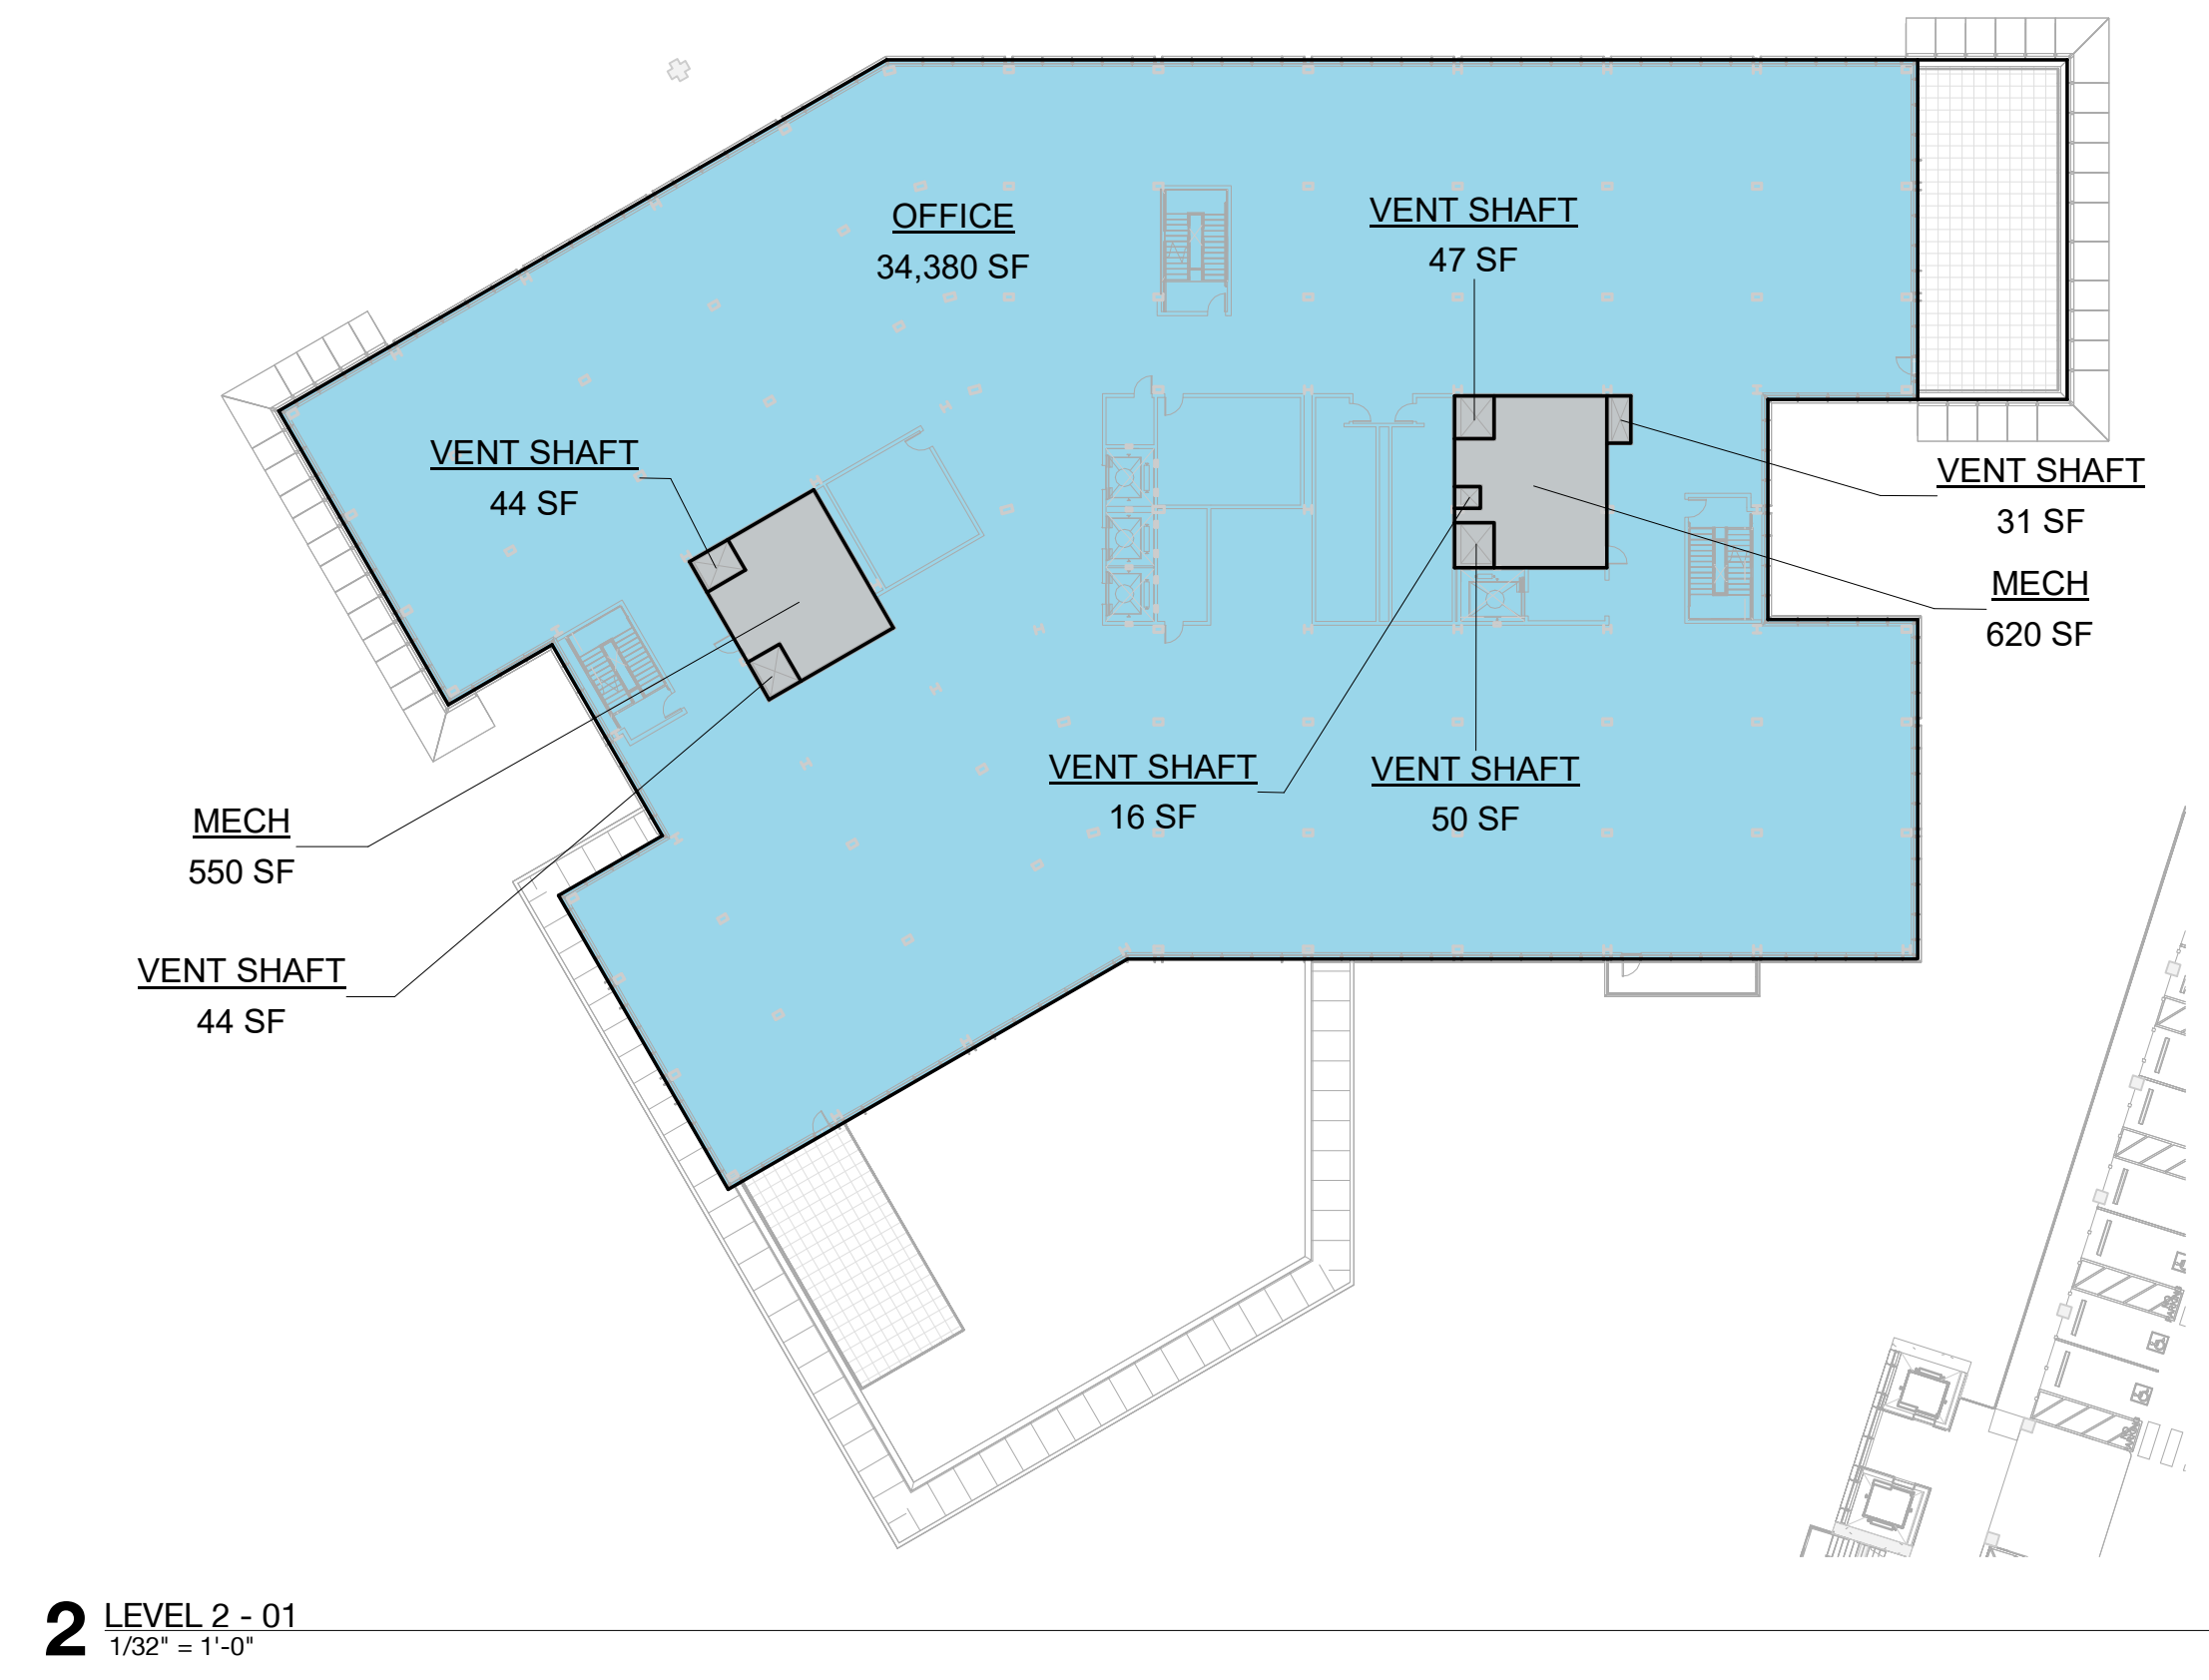 OFFICE
34,380 SF
VENT SHAFT
47 SF
VENT SHAFT
44 SF
VENT SHAFT
31 SF
MECH
620 SF
VENT SHAFT
16 SF
VENT SHAFT
50 SF
MECH
550 SF
VENT SHAFT
44 SF
2 LEVEL 2 - 01
1/32" = 1'-0"